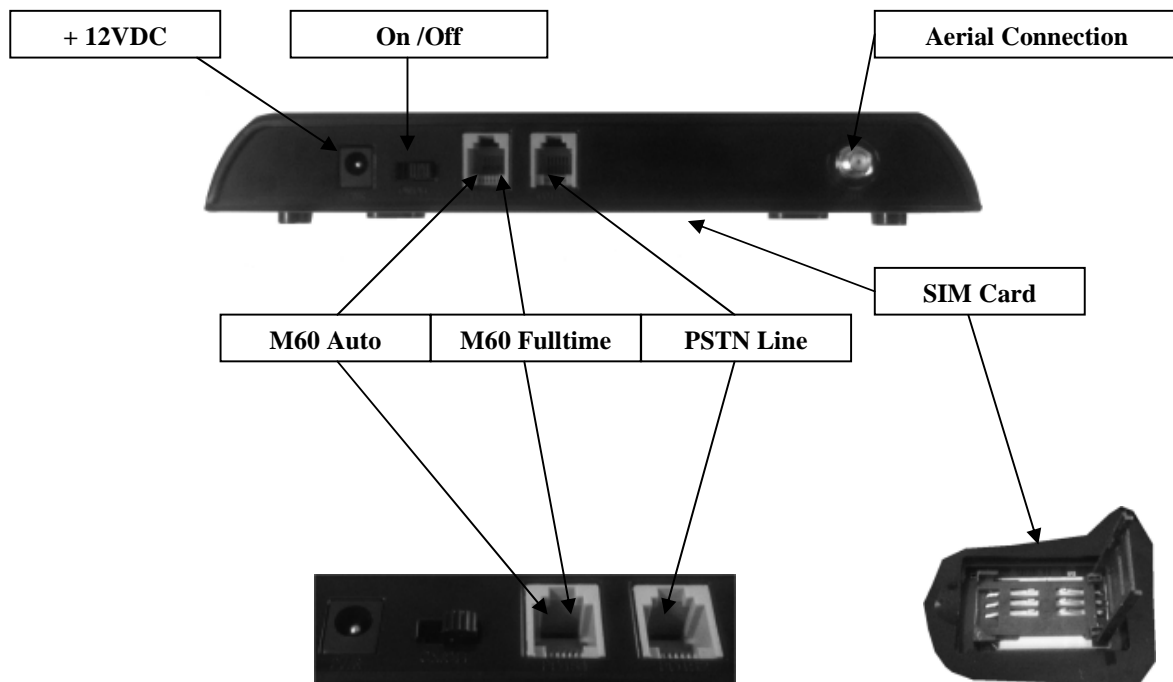 + 12VDC
On /Off
Aerial Connection
SIM Card
M60 Auto
M60 Fulltime
PSTN Line